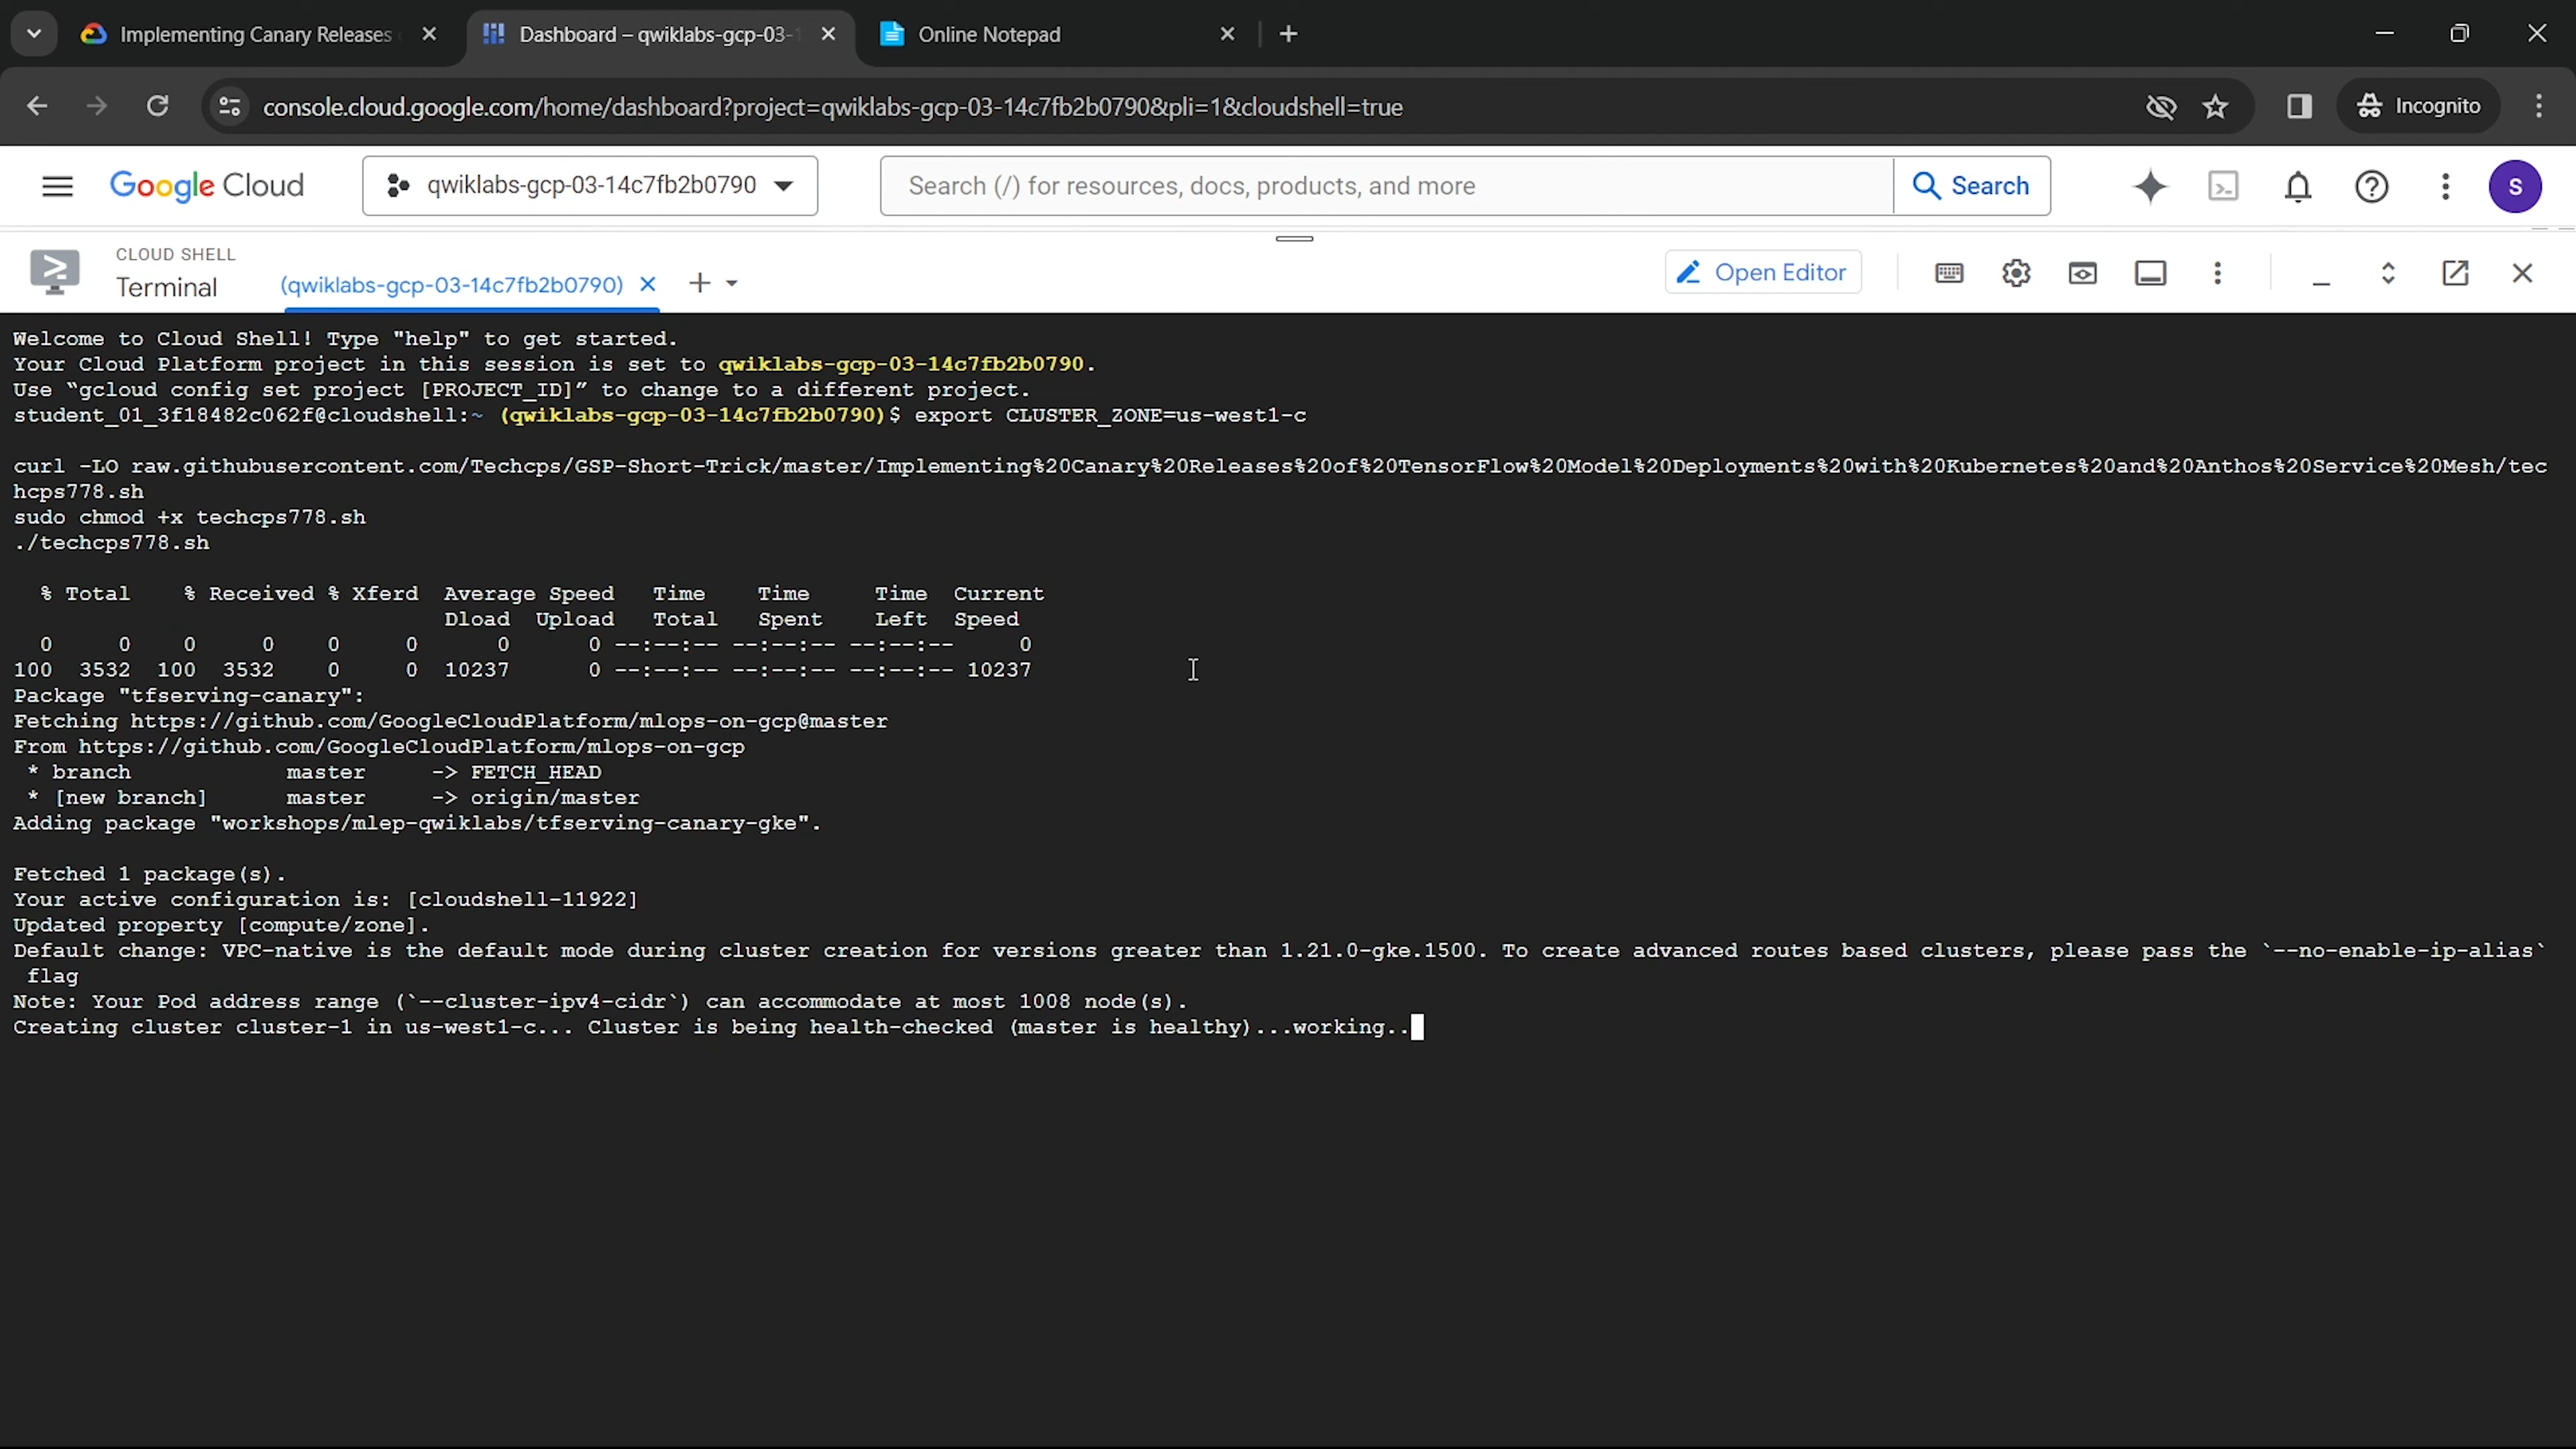 Implementing Canary Releases
Dashboard – qwiklabs-gcp-03-1
Online Notepad
console.cloud.google.com/home/dashboard?project=qwiklabs-gcp-03-14c7fb2b0790&pli=1&cloudshell=true
Incognito
Google Cloud
qwiklabs-gcp-03-14c7fb2b0790
Search (/) for resources, docs, products, and more
Search
S
CLOUD SHELL
Terminal
(qwiklabs-gcp-03-14c7fb2b0790)
Open Editor
Welcome to Cloud Shell! Type "help" to get started.
Your Cloud Platform project in this session is set to qwiklabs-gcp-03-14c7fb2b0790.
Use “gcloud config set project [PROJECT_ID]” to change to a different project.
student_01_3f18482c062f@cloudshell:~ (qwiklabs-gcp-03-14c7fb2b0790)$ export CLUSTER_ZONE=us-west1-c
curl -LO raw.githubusercontent.com/Techcps/GSP-Short-Trick/master/Implementing%20Canary%20Releases%20of%20TensorFlow%20Model%20Deployments%20with%20Kubernetes%20and%20Anthos%20Service%20Mesh/tec
hcps778.sh
sudo chmod +x techcps778.sh
./techcps778.sh
% Total    % Received % Xferd  Average Speed   Time    Time     Time  Current
Dload  Upload   Total   Spent    Left  Speed
0     0    0     0    0     0      0      0 --:--:-- --:--:-- --:--:--     0
100  3532  100  3532    0     0  10237      0 --:--:-- --:--:-- --:--:-- 10237
Package "tfserving-canary":
Fetching https://github.com/GoogleCloudPlatform/mlops-on-gcp@master
From https://github.com/GoogleCloudPlatform/mlops-on-gcp
* branch            master     -> FETCH_HEAD
* [new branch]      master     -> origin/master
Adding package "workshops/mlep-qwiklabs/tfserving-canary-gke".
Fetched 1 package(s).
Your active configuration is: [cloudshell-11922]
Updated property [compute/zone].
Default change: VPC-native is the default mode during cluster creation for versions greater than 1.21.0-gke.1500. To create advanced routes based clusters, please pass the `--no-enable-ip-alias`
flag
Note: Your Pod address range (`--cluster-ipv4-cidr`) can accommodate at most 1008 node(s).
Creating cluster cluster-1 in us-west1-c... Cluster is being health-checked (master is healthy)...working..